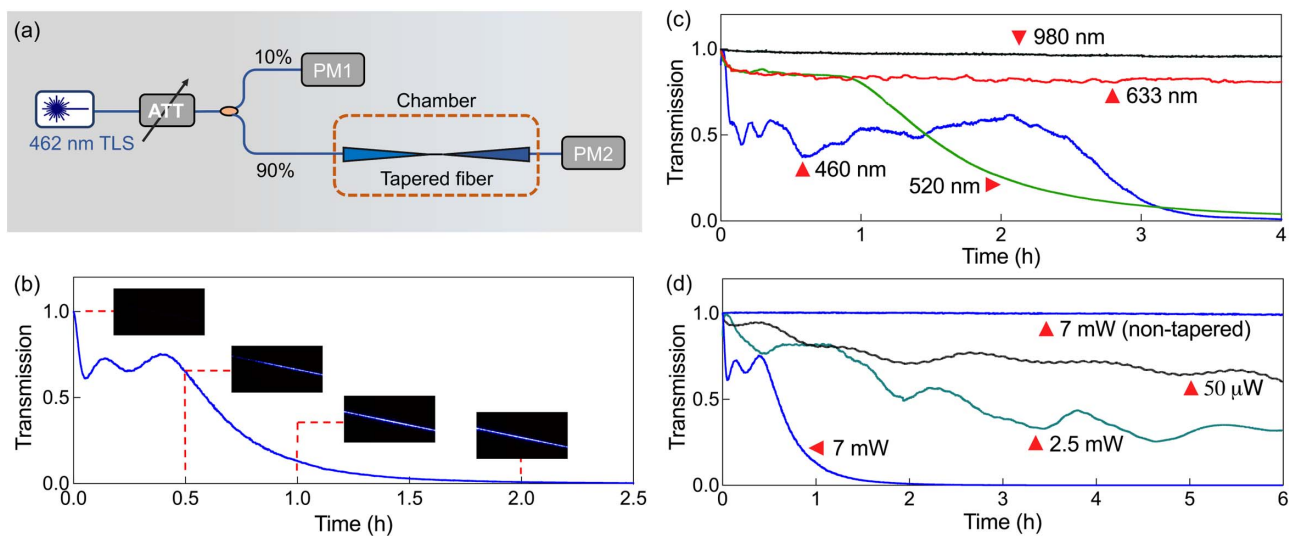 (a)
10%
PM1
ATT
Chamber
462 nm TLS
90%
Tapered fiber
PM2
(b)
Transmission
1.0
0.5
0.0
0.0 0.5 1.0 1.5 2.0 2.5
Time (h)
(c)
Transmission
1.0
0.5
0.0
980 nm
633 nm
460 nm
520 nm
0 1 2 3 4
Time (h)
(d)
Transmission
1.0
0.5
0.0
7 mW (non-tapered)
50 μW
2.5 mW
7 mW
0 1 2 3 4 5 6
Time (h)